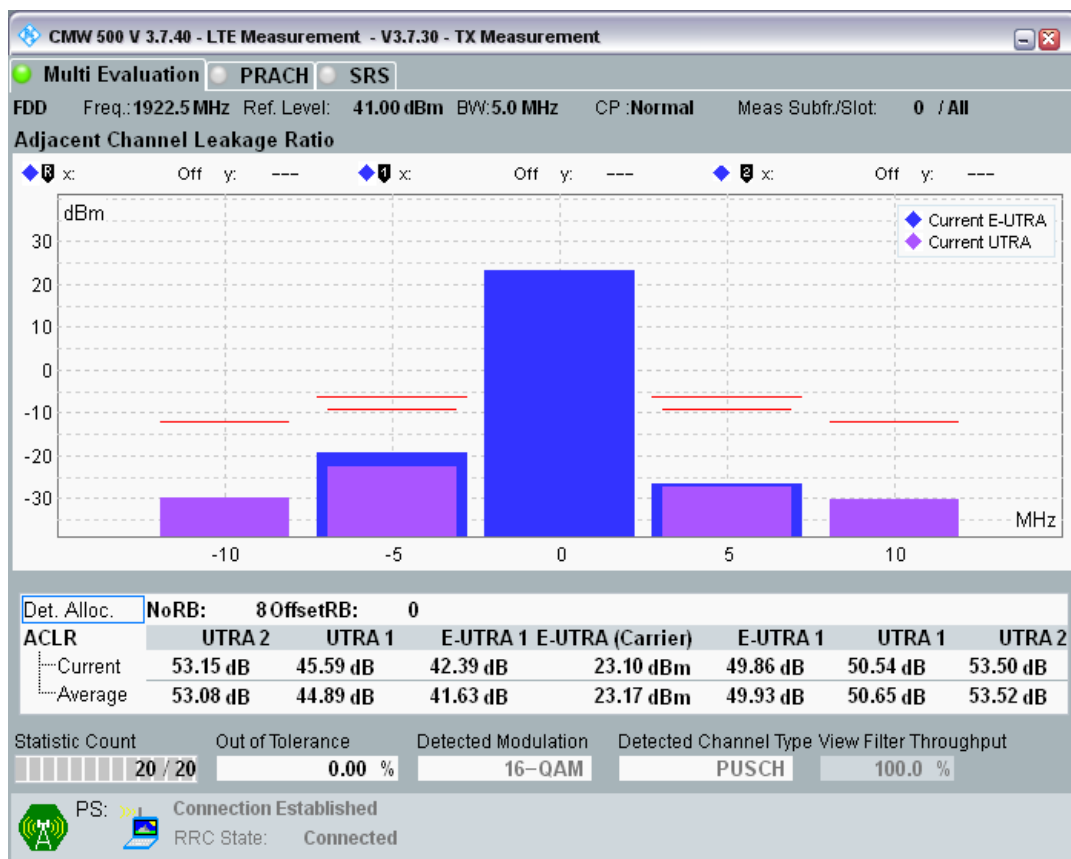 CMW 500 V 3.7.40 - LTE Measurement - V3.7.30 - TX Measurement
Multi Evaluation PRACH SRS
FDD Freq.: 1922.5 MHz Ref. Level: 41.00 dBm BW: 5.0 MHz CP :Normal Meas Subfr./Slot: 0 / All
Adjacent Channel Leakage Ratio
R x: Off y: --- 1 x: Off y: --- 2 x: Off y: ---
dBm
Current E-UTRA
Current UTRA
30
20
10
0
-10
-20
-30
MHz
-10 -5 0 5 10
Det. Alloc. NoRB: 8 OffsetRB: 0
ACLR UTRA 2 UTRA 1 E-UTRA 1 E-UTRA (Carrier) E-UTRA 1 UTRA 1 UTRA 2
Current 53.15 dB 45.59 dB 42.39 dB 23.10 dBm 49.86 dB 50.54 dB 53.50 dB
Average 53.08 dB 44.89 dB 41.63 dB 23.17 dBm 49.93 dB 50.65 dB 53.52 dB
Statistic Count Out of Tolerance Detected Modulation Detected Channel Type View Filter Throughput
20 / 20 0.00 % 16-QAM PUSCH 100.0 %
PS: Connection Established
RRC State: Connected